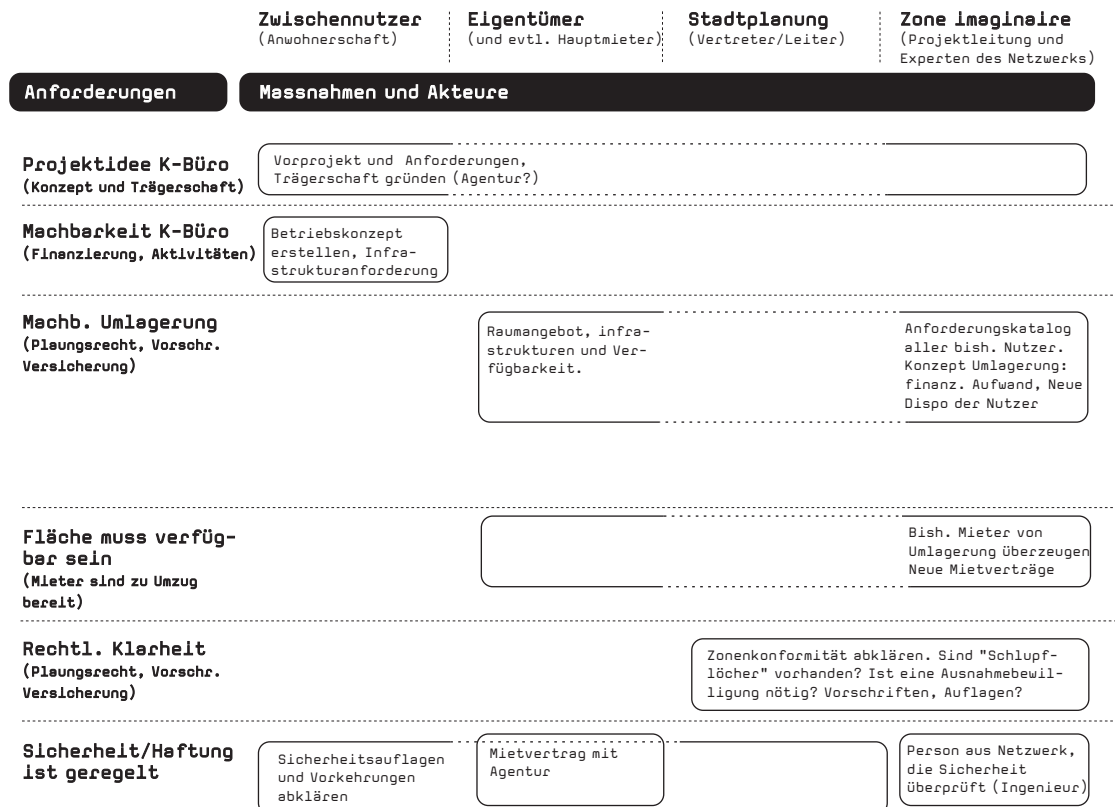 Zwischennutzer
(Anwohnerschaft)
Eigentümer
(und evtl. Hauptmieter)
Stadtplanung
(Vertreter/Leiter)
Zone imaginaire
(Projektleitung und
Experten des Netzwerks)
Anforderungen
Massnahmen und Akteure
Projektidee K-Büro
(Konzept und Trägerschaft)
Vorprojekt und Anforderungen,
Trägerschaft gründen (Agentur?)
Machbarkeit K-Büro
(Finanzierung, Aktivitäten)
Betriebskonzept
erstellen, Infra-
strukturanforderung
Machb. Umlagerung
(Plaungsrecht, Vorschr.
Versicherung)
Raumangebot, infra-
strukturen und Ver-
fügbarkeit.
Anforderungskatalog
aller bish. Nutzer.
Konzept Umlagerung:
finanz. Aufwand, Neue
Dispo der Nutzer
Fläche muss verfüg-
bar sein
(Mieter sind zu Umzug
bereit)
Bish. Mieter von
Umlagerung überzeugen
Neue Mietverträge
Rechtl. Klarheit
(Plaungsrecht, Vorschr.
Versicherung)
Zonenkonformität abklären. Sind "Schlupf-
löcher" vorhanden? Ist eine Ausnahmebewil-
ligung nötig? Vorschriften, Auflagen?
Sicherheit/Haftung
ist geregelt
Sicherheitsauflagen
und Vorkehrungen
abklären
Mietvertrag mit
Agentur
Person aus Netzwerk,
die Sicherheit
überprüft (Ingenieur)